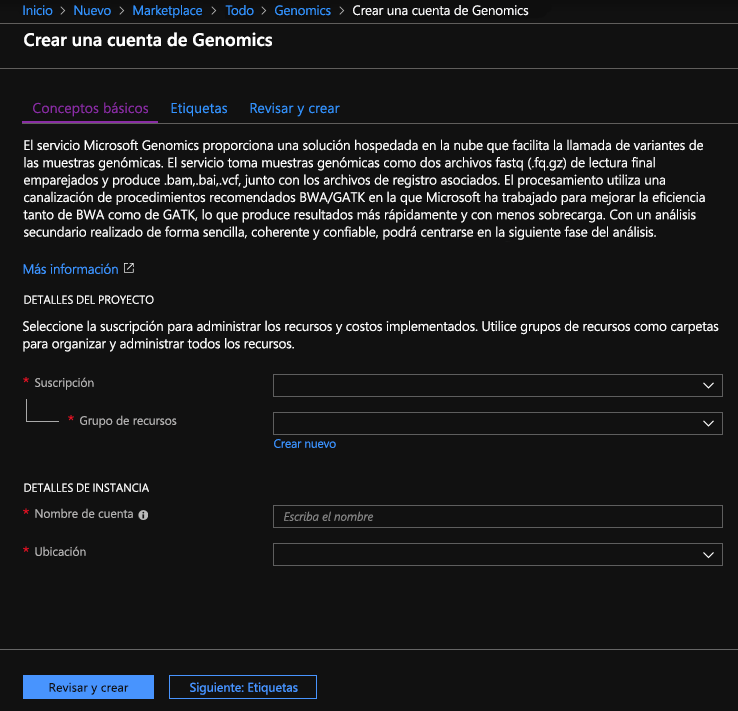 Inicio > Nuevo > Marketplace > Todo > Genomics > Crear una cuenta de Genomics
Crear una cuenta de Genomics
Conceptos básicos Etiquetas Revisar y crear
El servicio Microsoft Genomics proporciona una solución hospedada en la nube que facilita la llamada de variantes de
las muestras genómicas. El servicio toma muestras genómicas como dos archivos fastq (.fq.gz) de lectura final
emparejados y produce .bam,.bai,.vcf, junto con los archivos de registro asociados. El procesamiento utiliza una
canalización de procedimientos recomendados BWA/GATK en la que Microsoft ha trabajado para mejorar la eficiencia
tanto de BWA como de GATK, lo que produce resultados más rápidamente y con menos sobrecarga. Con un análisis
secundario realizado de forma sencilla, coherente y confiable, podrá centrarse en la siguiente fase del análisis.
Más información
DETALLES DEL PROYECTO
Seleccione la suscripción para administrar los recursos y costos implementados. Utilice grupos de recursos como carpetas
para organizar y administrar todos los recursos.
* Suscripción
* Grupo de recursos
Crear nuevo
DETALLES DE INSTANCIA
* Nombre de cuenta
Escriba el nombre
* Ubicación
Revisar y crear
Siguiente: Etiquetas